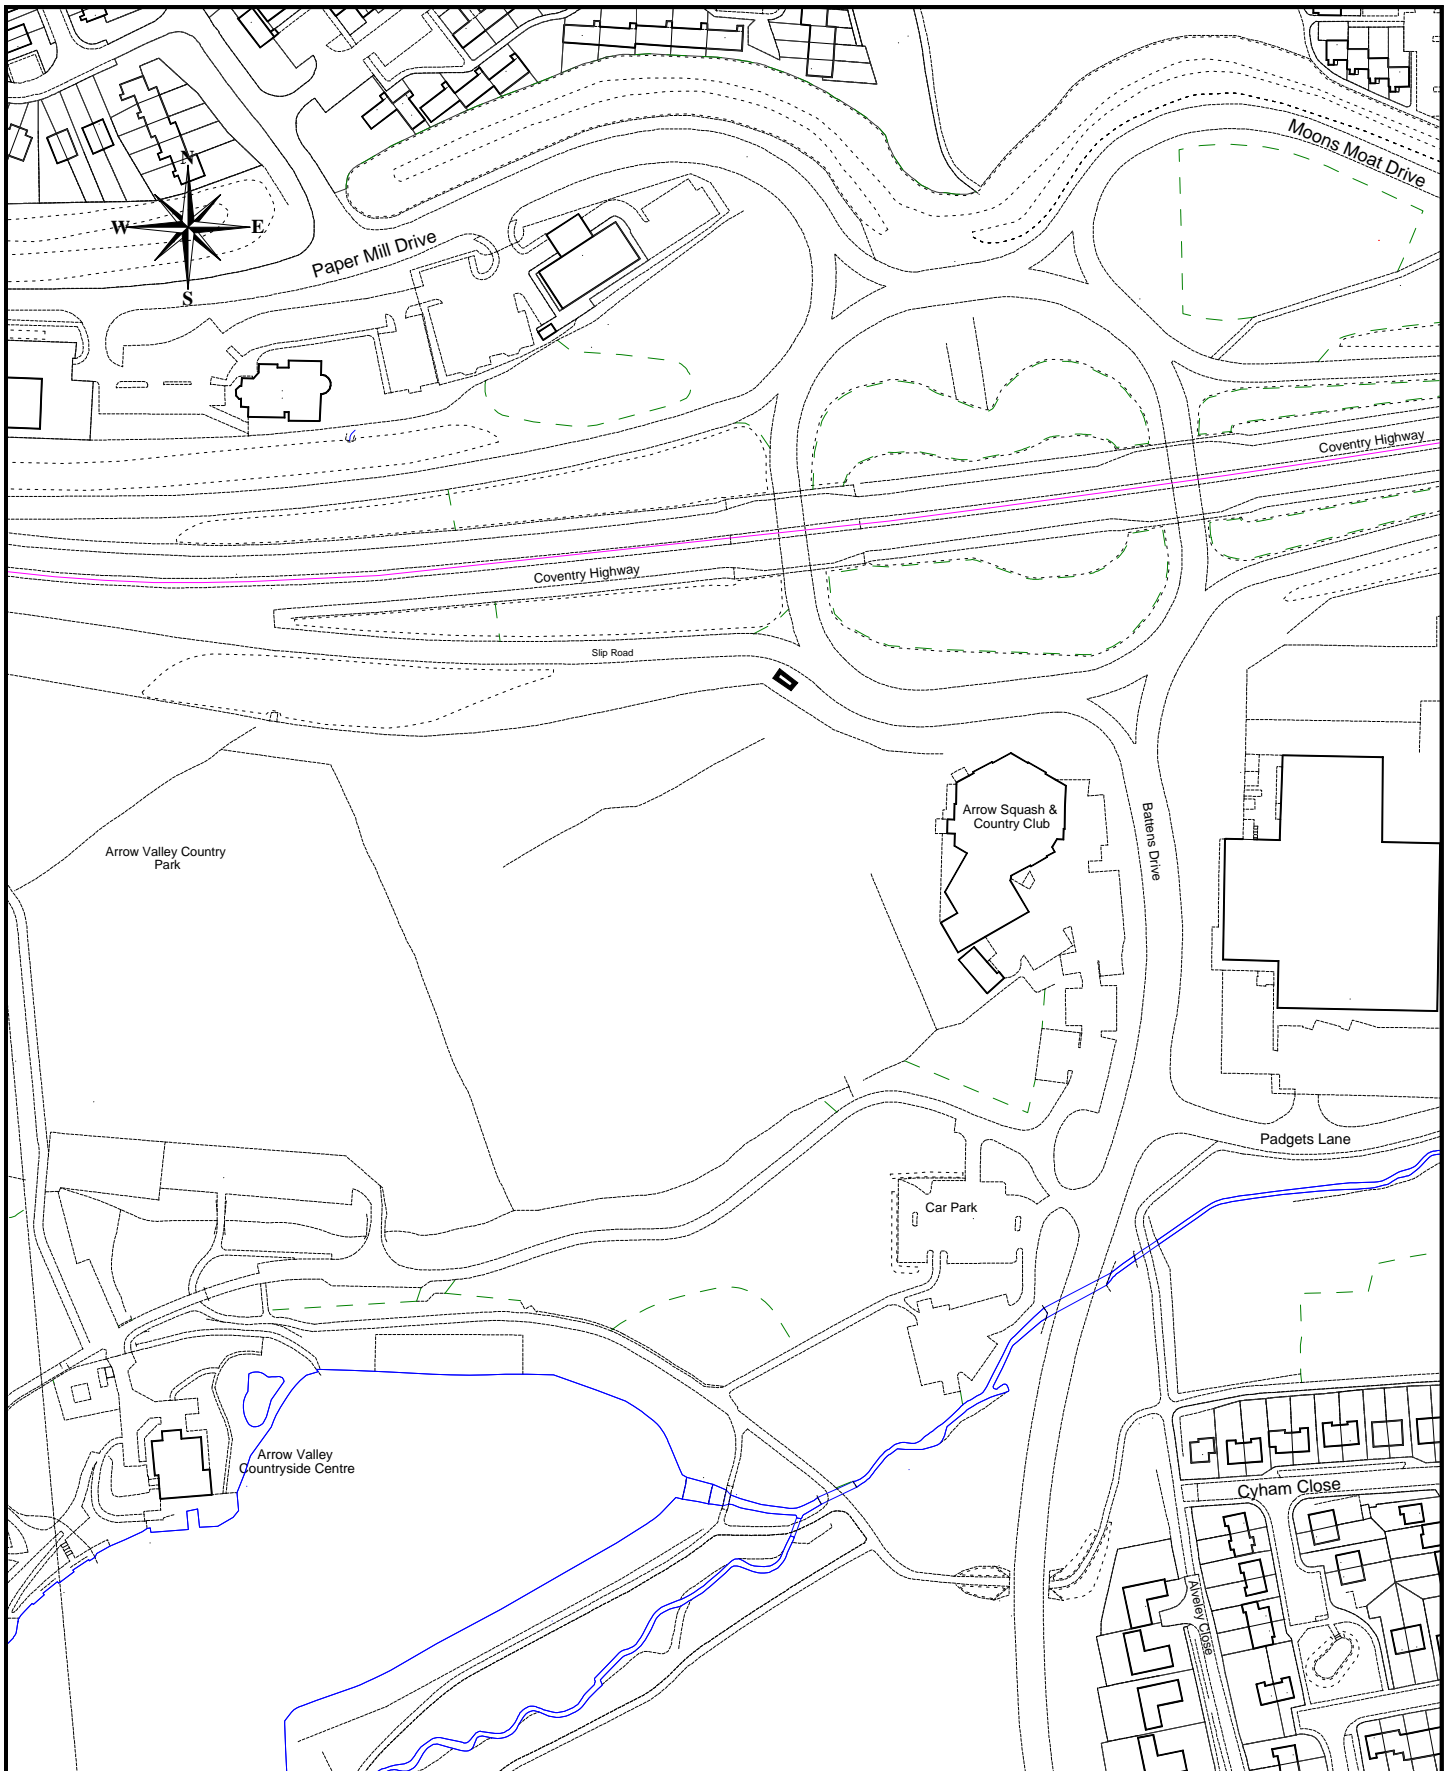 Moons Moat Drive
N
W
E
S
Paper Mill Drive
Coventry Highway
Coventry Highway
Slip Road
Arrow Squash &
Country Club
Battens Drive
Arrow Valley Country
Park
Padgets Lane
Car Park
Arrow Valley
Countryside Centre
Cyham Close
Alveley Close